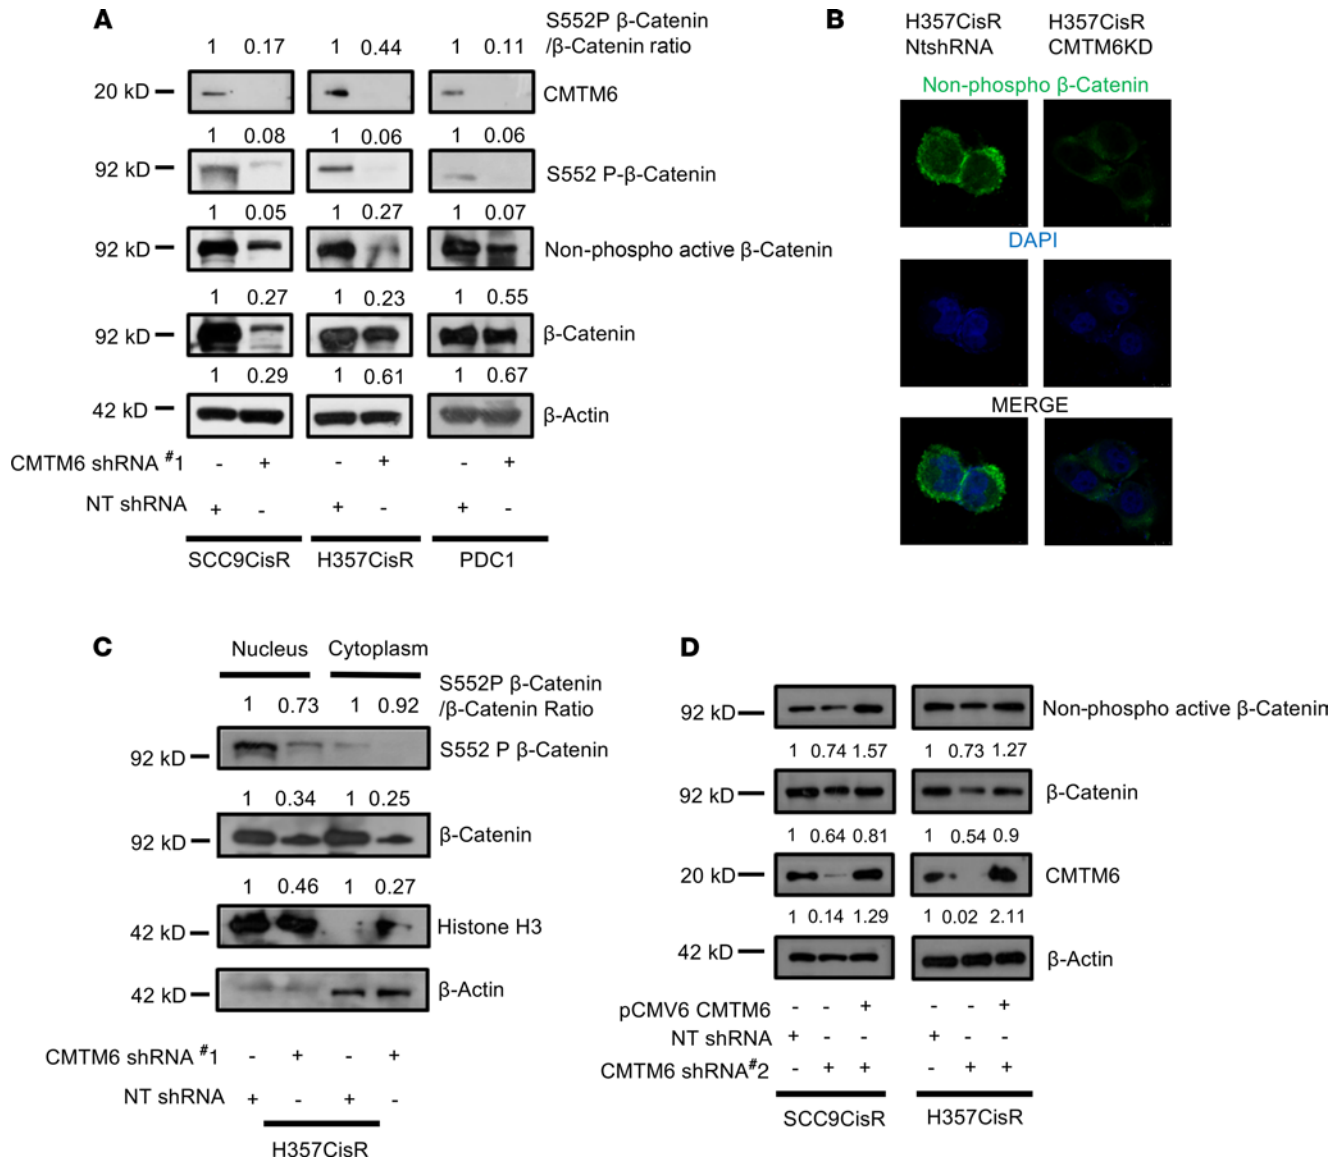 A
1 0.17 1 0.44 1 0.11
S552P β-Catenin
/β-Catenin ratio
20 kD
CMTM6
1 0.08 1 0.06 1 0.06
92 kD
S552 P-β-Catenin
1 0.05 1 0.27 1 0.07
92 kD
Non-phospho active β-Catenin
1 0.27 1 0.23 1 0.55
92 kD
β-Catenin
1 0.29 1 0.61 1 0.67
42 kD
β-Actin
CMTM6 shRNA #1 - + - + - +
NT shRNA + - + - + -
SCC9CisR H357CisR PDC1
B
H357CisR
NtshRNA
H357CisR
CMTM6KD
Non-phospho β-Catenin
DAPI
MERGE
C
Nucleus Cytoplasm
1 0.73 1 0.92
S552P β-Catenin
/β-Catenin Ratio
92 kD
S552 P β-Catenin
1 0.34 1 0.25
92 kD
β-Catenin
1 0.46 1 0.27
42 kD
Histone H3
42 kD
β-Actin
CMTM6 shRNA #1 - + - +
NT shRNA + - + -
H357CisR
D
92 kD
Non-phospho active β-Catenin
1 0.74 1.57 1 0.73 1.27
92 kD
β-Catenin
1 0.64 0.81 1 0.54 0.9
20 kD
CMTM6
1 0.14 1.29 1 0.02 2.11
42 kD
β-Actin
pCMV6 CMTM6 - - + - - +
NT shRNA + - - + - -
CMTM6 shRNA#2 - + + - + +
SCC9CisR H357CisR